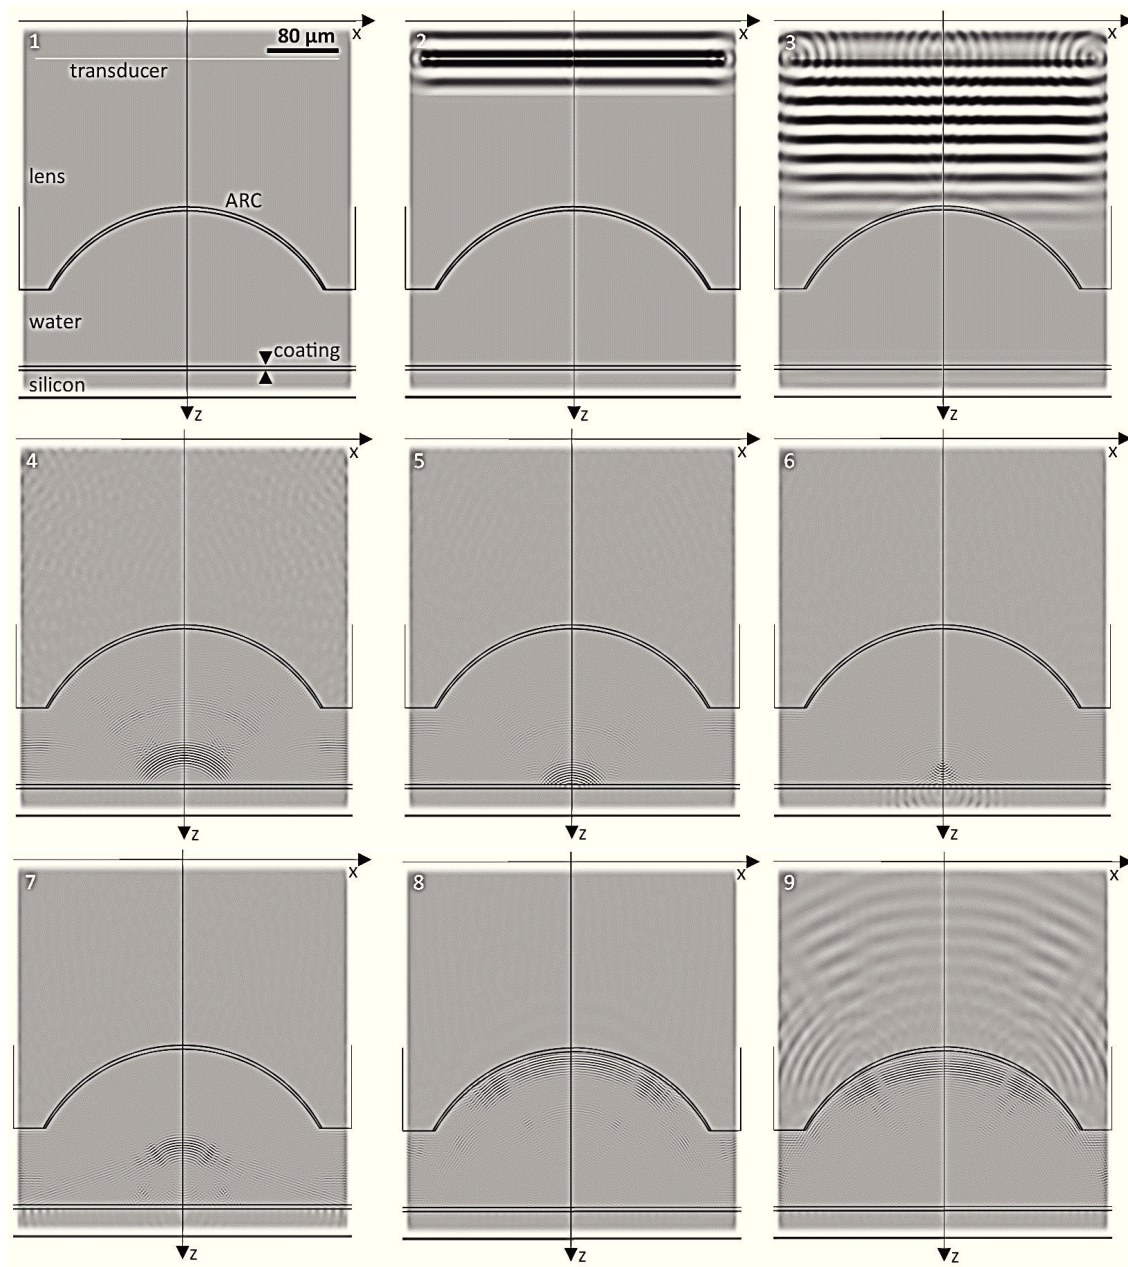 x
1
80 µm
transducer
lens
ARC
water
coating
silicon
z
x
2
z
x
3
z
x
4
z
x
5
z
x
6
z
x
7
z
x
8
z
x
9
z